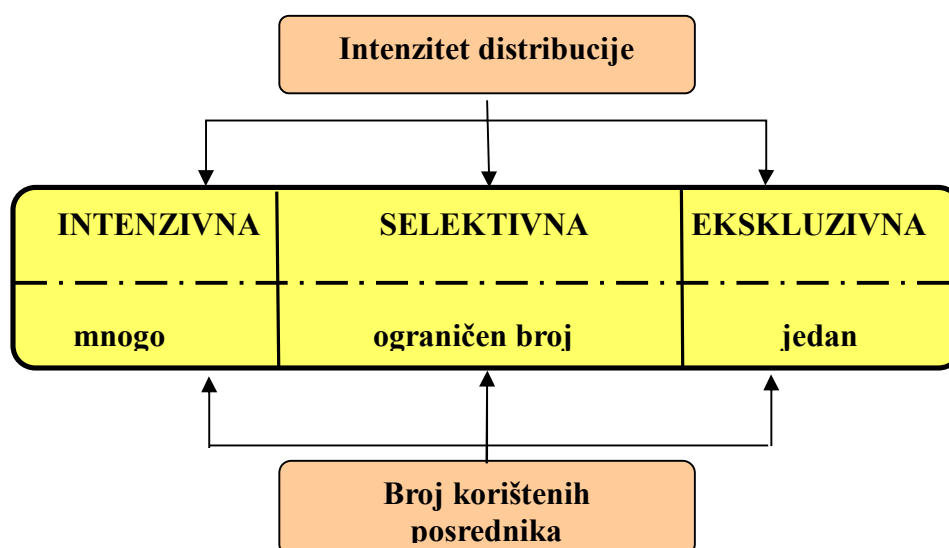 Intenzitet distribucije
INTENZIVNA SELEKTIVNA EKSKLUZIVNA
mnogo ograničen broj jedan
Broj korištenih
posrednika